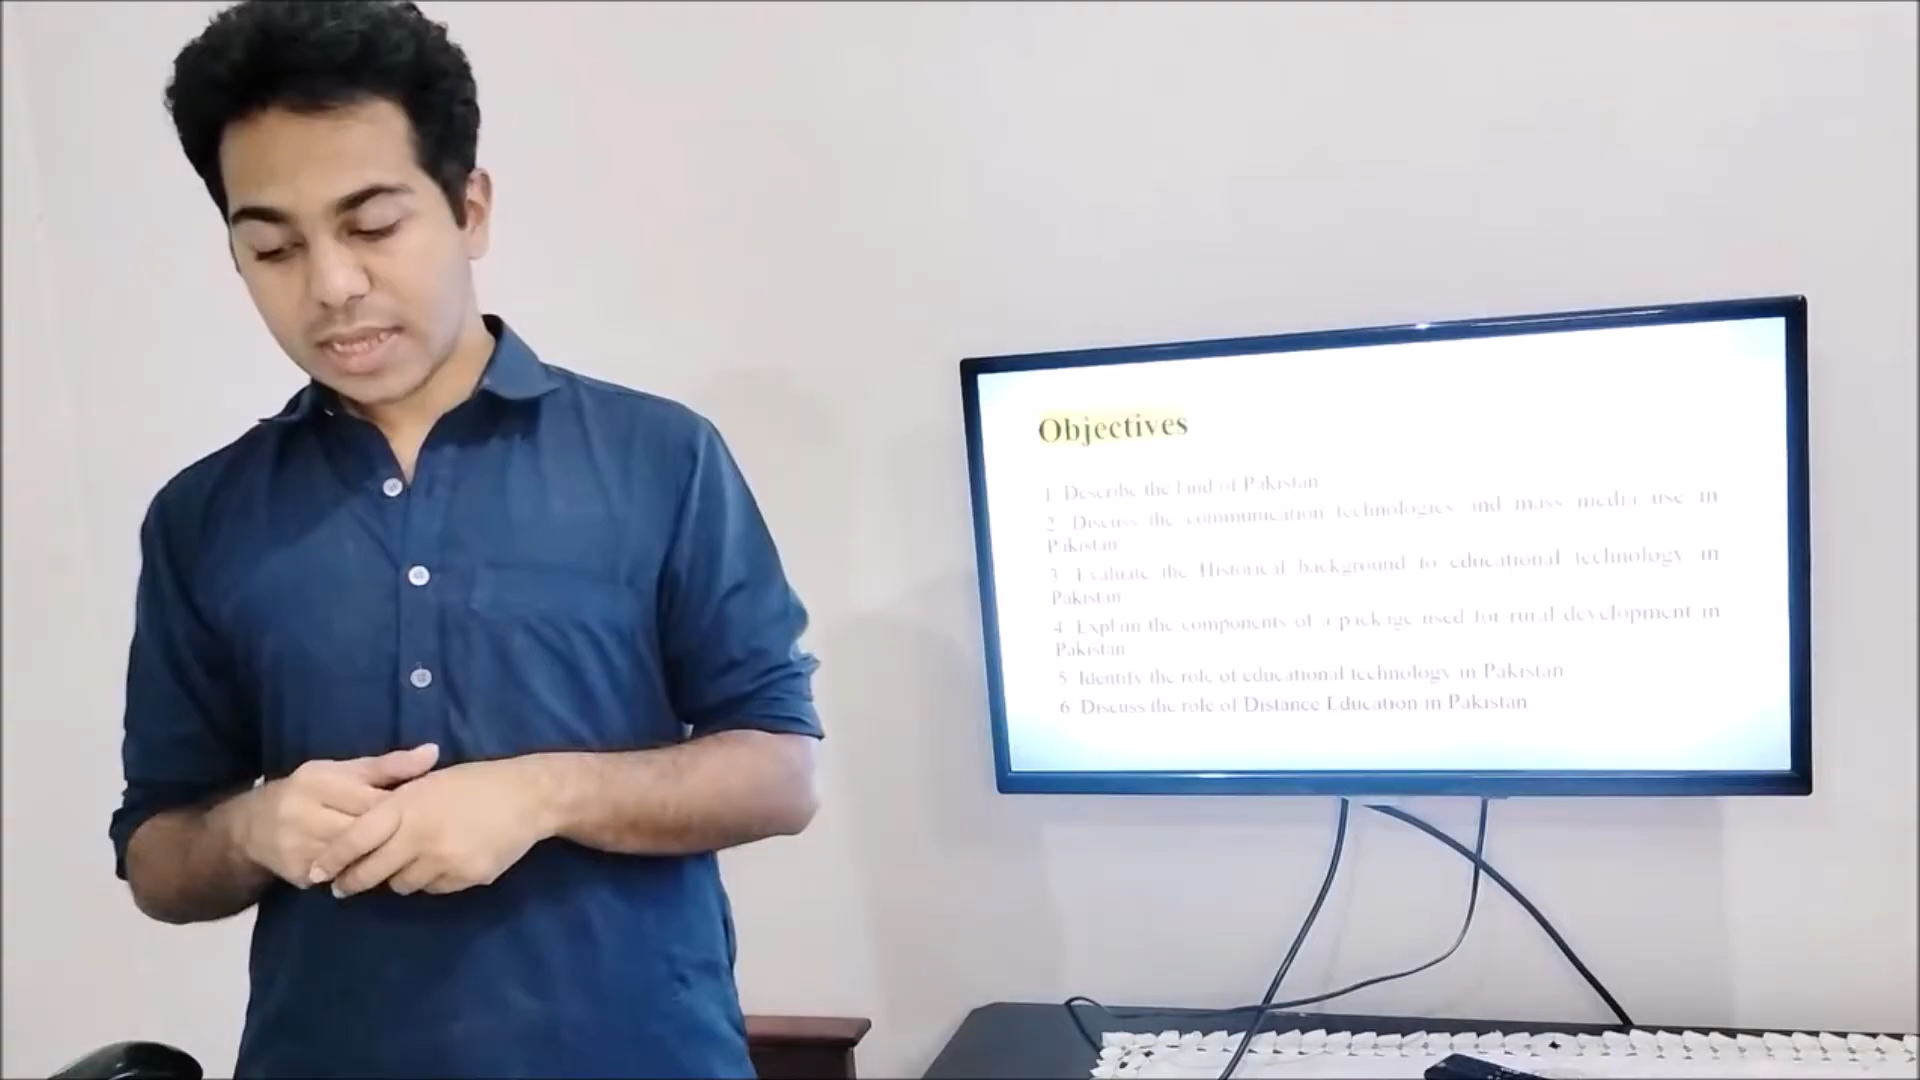 Objectives
1. Describe the land of Pakistan
2. Discuss the communication technologies and mass media use in
Pakistan
3. Evaluate the Historical background to educational technology in
Pakistan
4. Explain the components of a package used for rural development in
Pakistan
5. Identify the role of educational technology in Pakistan
6. Discuss the role of Distance Education in Pakistan